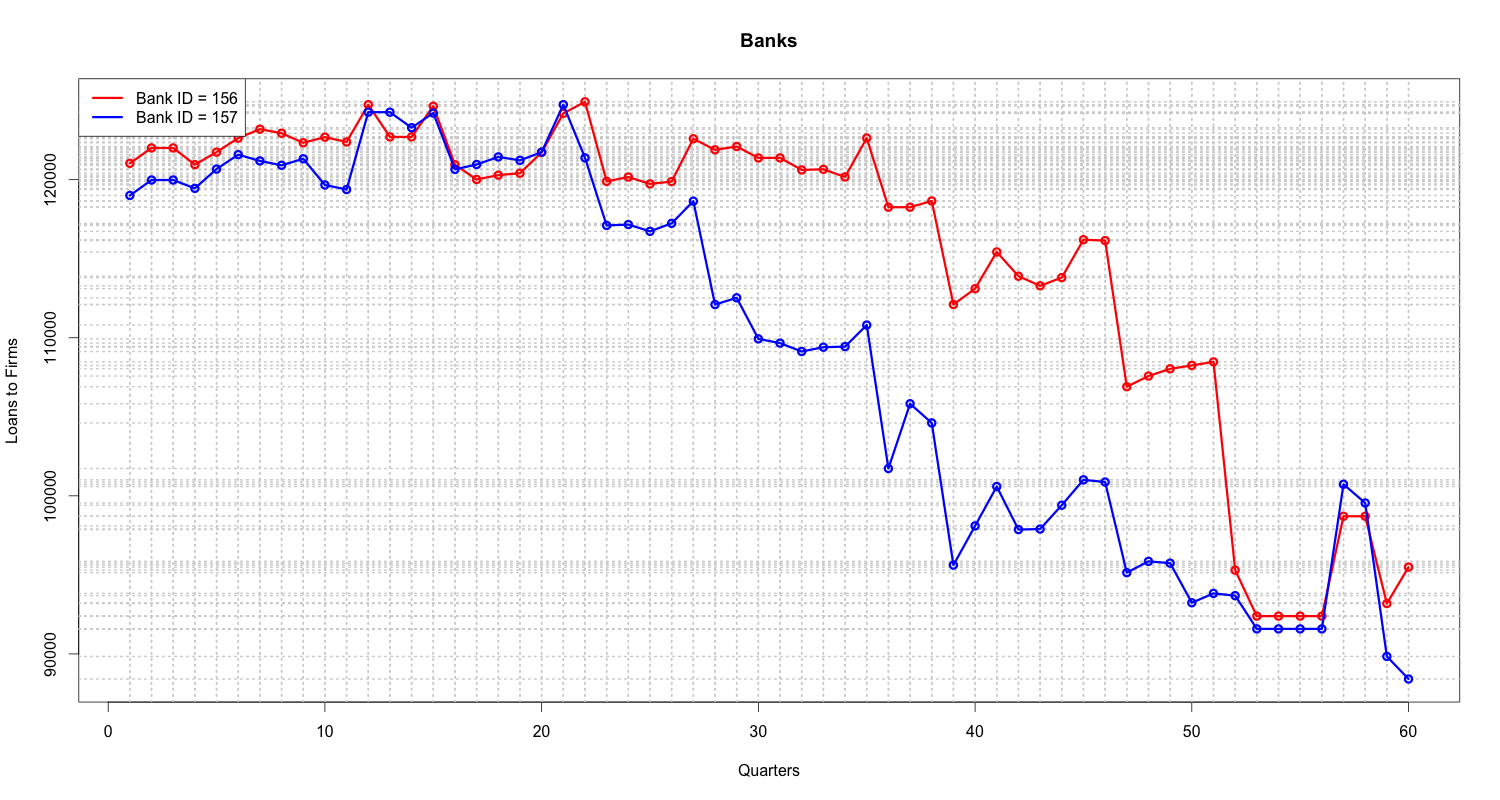 Banks
Bank ID = 156
Bank ID = 157
120000
110000
100000
90000
Loans to Firms
0 10 20 30 40 50 60
Quarters